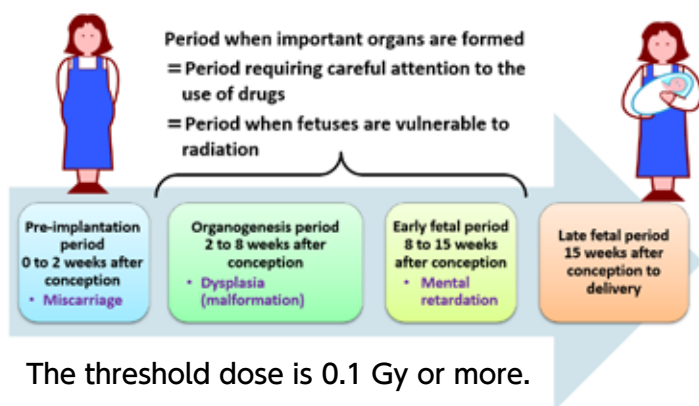 Period when important organs are formed
= Period requiring careful attention to the
use of drugs
= Period when fetuses are vulnerable to
radiation
Pre-implantation
period
0 to 2 weeks after
conception
• Miscarriage
Organogenesis period
2 to 8 weeks after
conception
• Dysplasia
(malformation)
Early fetal period
8 to 15 weeks
after conception
• Mental
retardation
Late fetal period
15 weeks after
conception to
delivery
The threshold dose is 0.1 Gy or more.